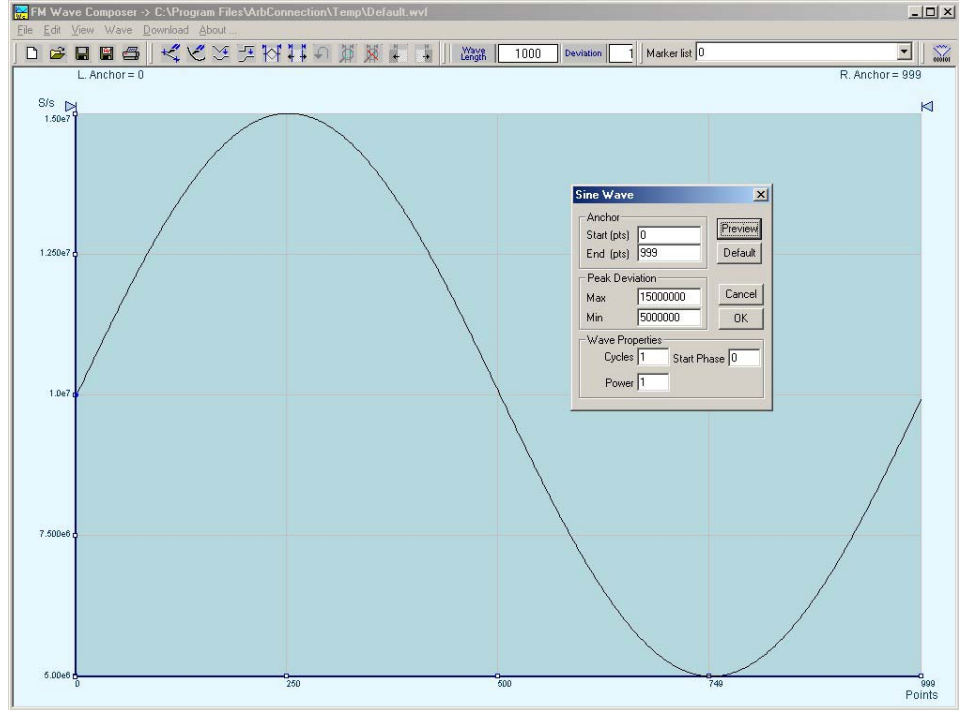 FM Wave Composer -> C:\Program Files\ArbConnection\Temp\Default.wvf
File Edit View Wave Download About ...
Wave Length 1000 Deviation 1 Marker list 0
L. Anchor = 0 R. Anchor = 999
S/s
1.50e7
1.250e7
1.0e7
7.500e6
5.00e6
0 250 500 749 999
Points
Sine Wave
Anchor
Start (pts) 0
End (pts) 999
Preview
Default
Peak Deviation
Max 15000000
Min 5000000
Cancel
OK
Wave Properties
Cycles 1 Start Phase 0
Power 1